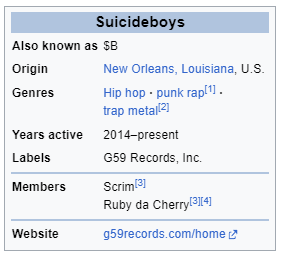 Suicideboys
Also known as $B
Origin New Orleans, Louisiana, U.S.
Genres Hip hop · punk rap[1] ·
trap metal[2]
Years active 2014–present
Labels G59 Records, Inc.
Members Scrim[3]
Ruby da Cherry[3][4]
Website g59records.com/home